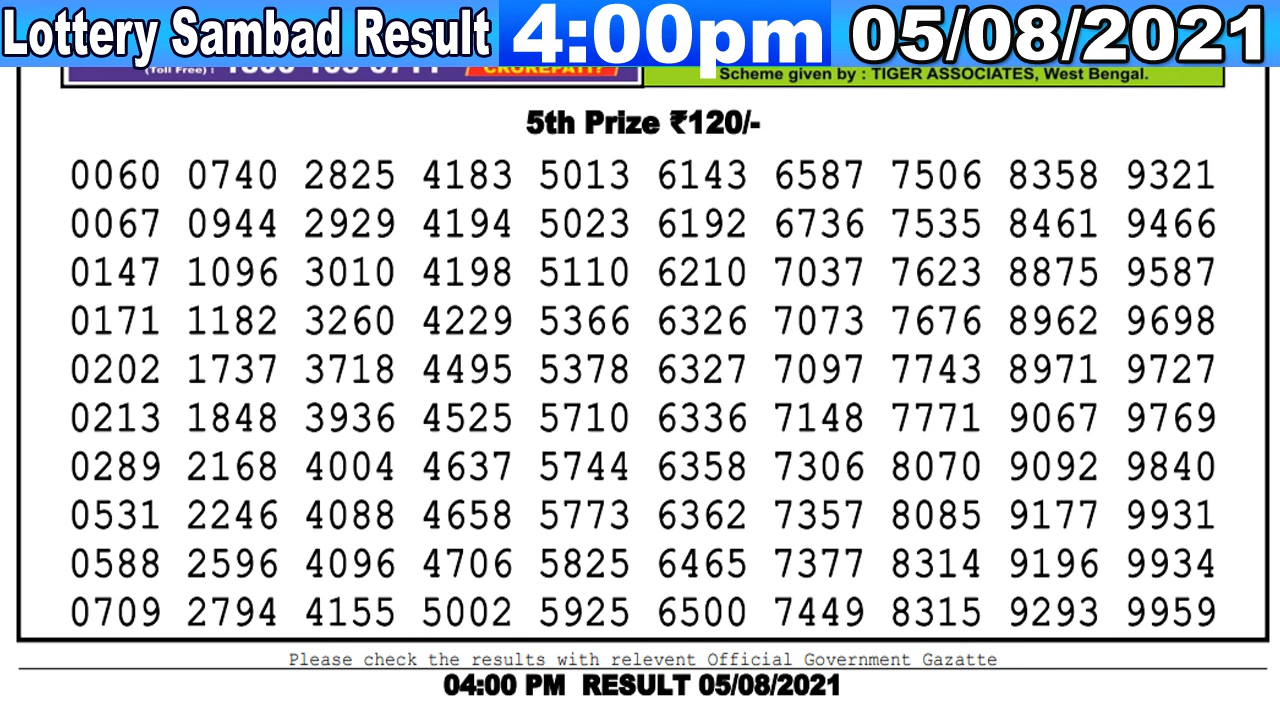 Lottery Sambad Result 4:00pm 05/08/2021
(Toll Free) :
Scheme given by : TIGER ASSOCIATES, West Bengal.
5th Prize ₹120/-
0060 0740 2825 4183 5013 6143 6587 7506 8358 9321
0067 0944 2929 4194 5023 6192 6736 7535 8461 9466
0147 1096 3010 4198 5110 6210 7037 7623 8875 9587
0171 1182 3260 4229 5366 6326 7073 7676 8962 9698
0202 1737 3718 4495 5378 6327 7097 7743 8971 9727
0213 1848 3936 4525 5710 6336 7148 7771 9067 9769
0289 2168 4004 4637 5744 6358 7306 8070 9092 9840
0531 2246 4088 4658 5773 6362 7357 8085 9177 9931
0588 2596 4096 4706 5825 6465 7377 8314 9196 9934
0709 2794 4155 5002 5925 6500 7449 8315 9293 9959
Please check the results with relevent Official Government Gazatte
04:00 PM RESULT 05/08/2021